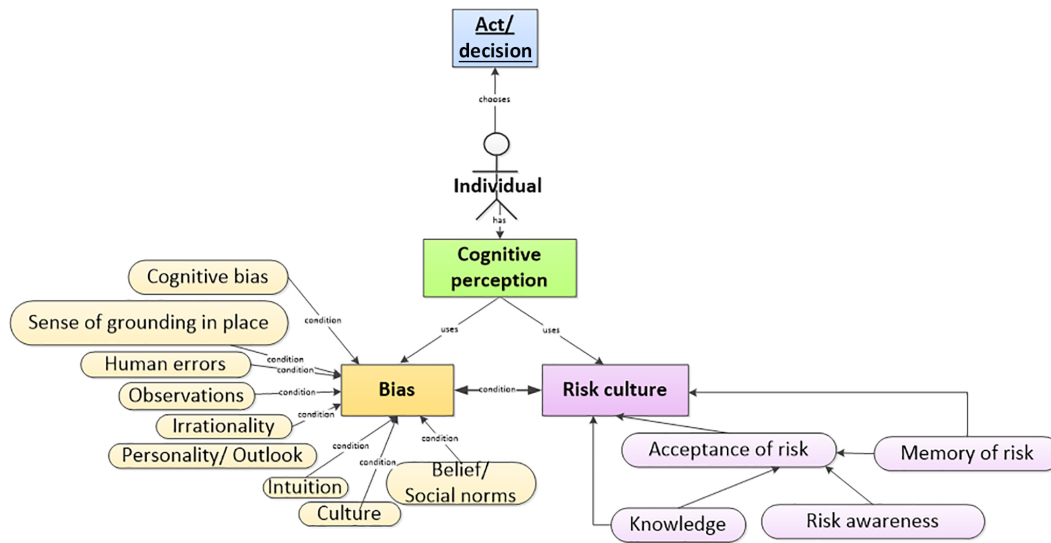 Act/
decision
chooses
Individual
has
Cognitive
perception
uses
uses
Cognitive bias
condition
Sense of grounding in place
condition
Human errors
condition
Bias
condition
Risk culture
Observations
condition
Irrationality
condition
Personality/ Outlook
condition
condition
condition
Intuition
Culture
Belief/
Social norms
Acceptance of risk
Memory of risk
Knowledge
Risk awareness